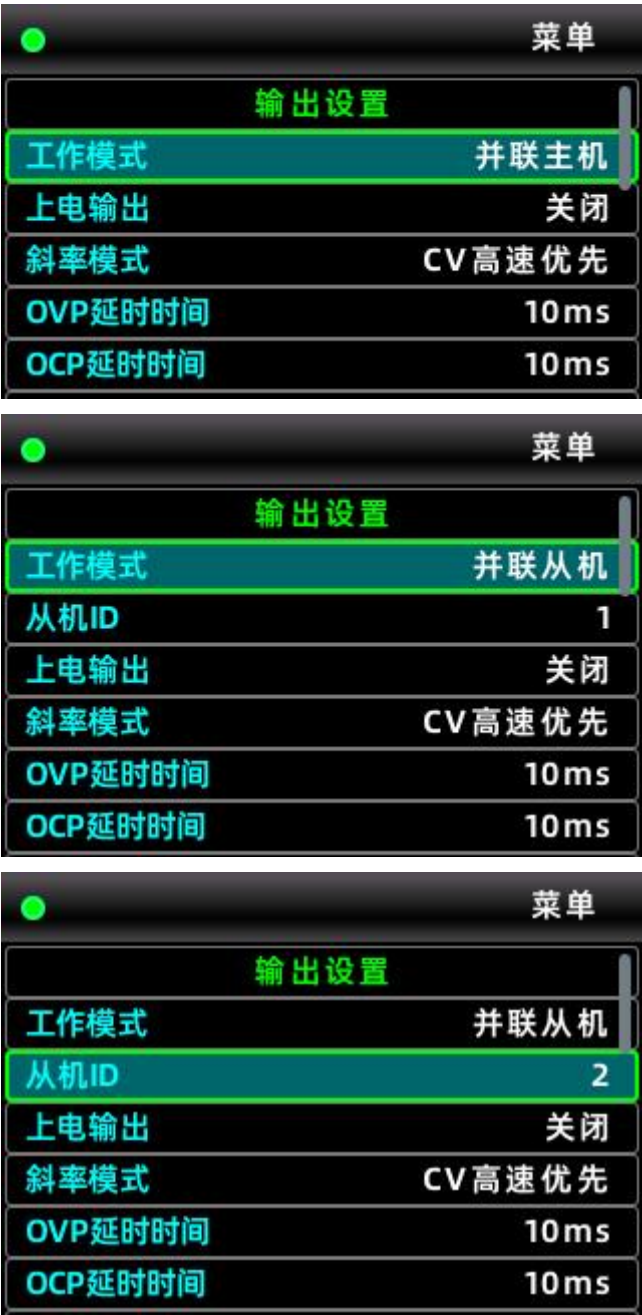 菜单
输出设置
工作模式 并联主机
上电输出 关闭
斜率模式 CV高速优先
OVP延时时间 10ms
OCP延时时间 10ms
菜单
输出设置
工作模式 并联从机
从机ID 1
上电输出 关闭
斜率模式 CV高速优先
OVP延时时间 10ms
OCP延时时间 10ms
菜单
输出设置
工作模式 并联从机
从机ID 2
上电输出 关闭
斜率模式 CV高速优先
OVP延时时间 10ms
OCP延时时间 10ms